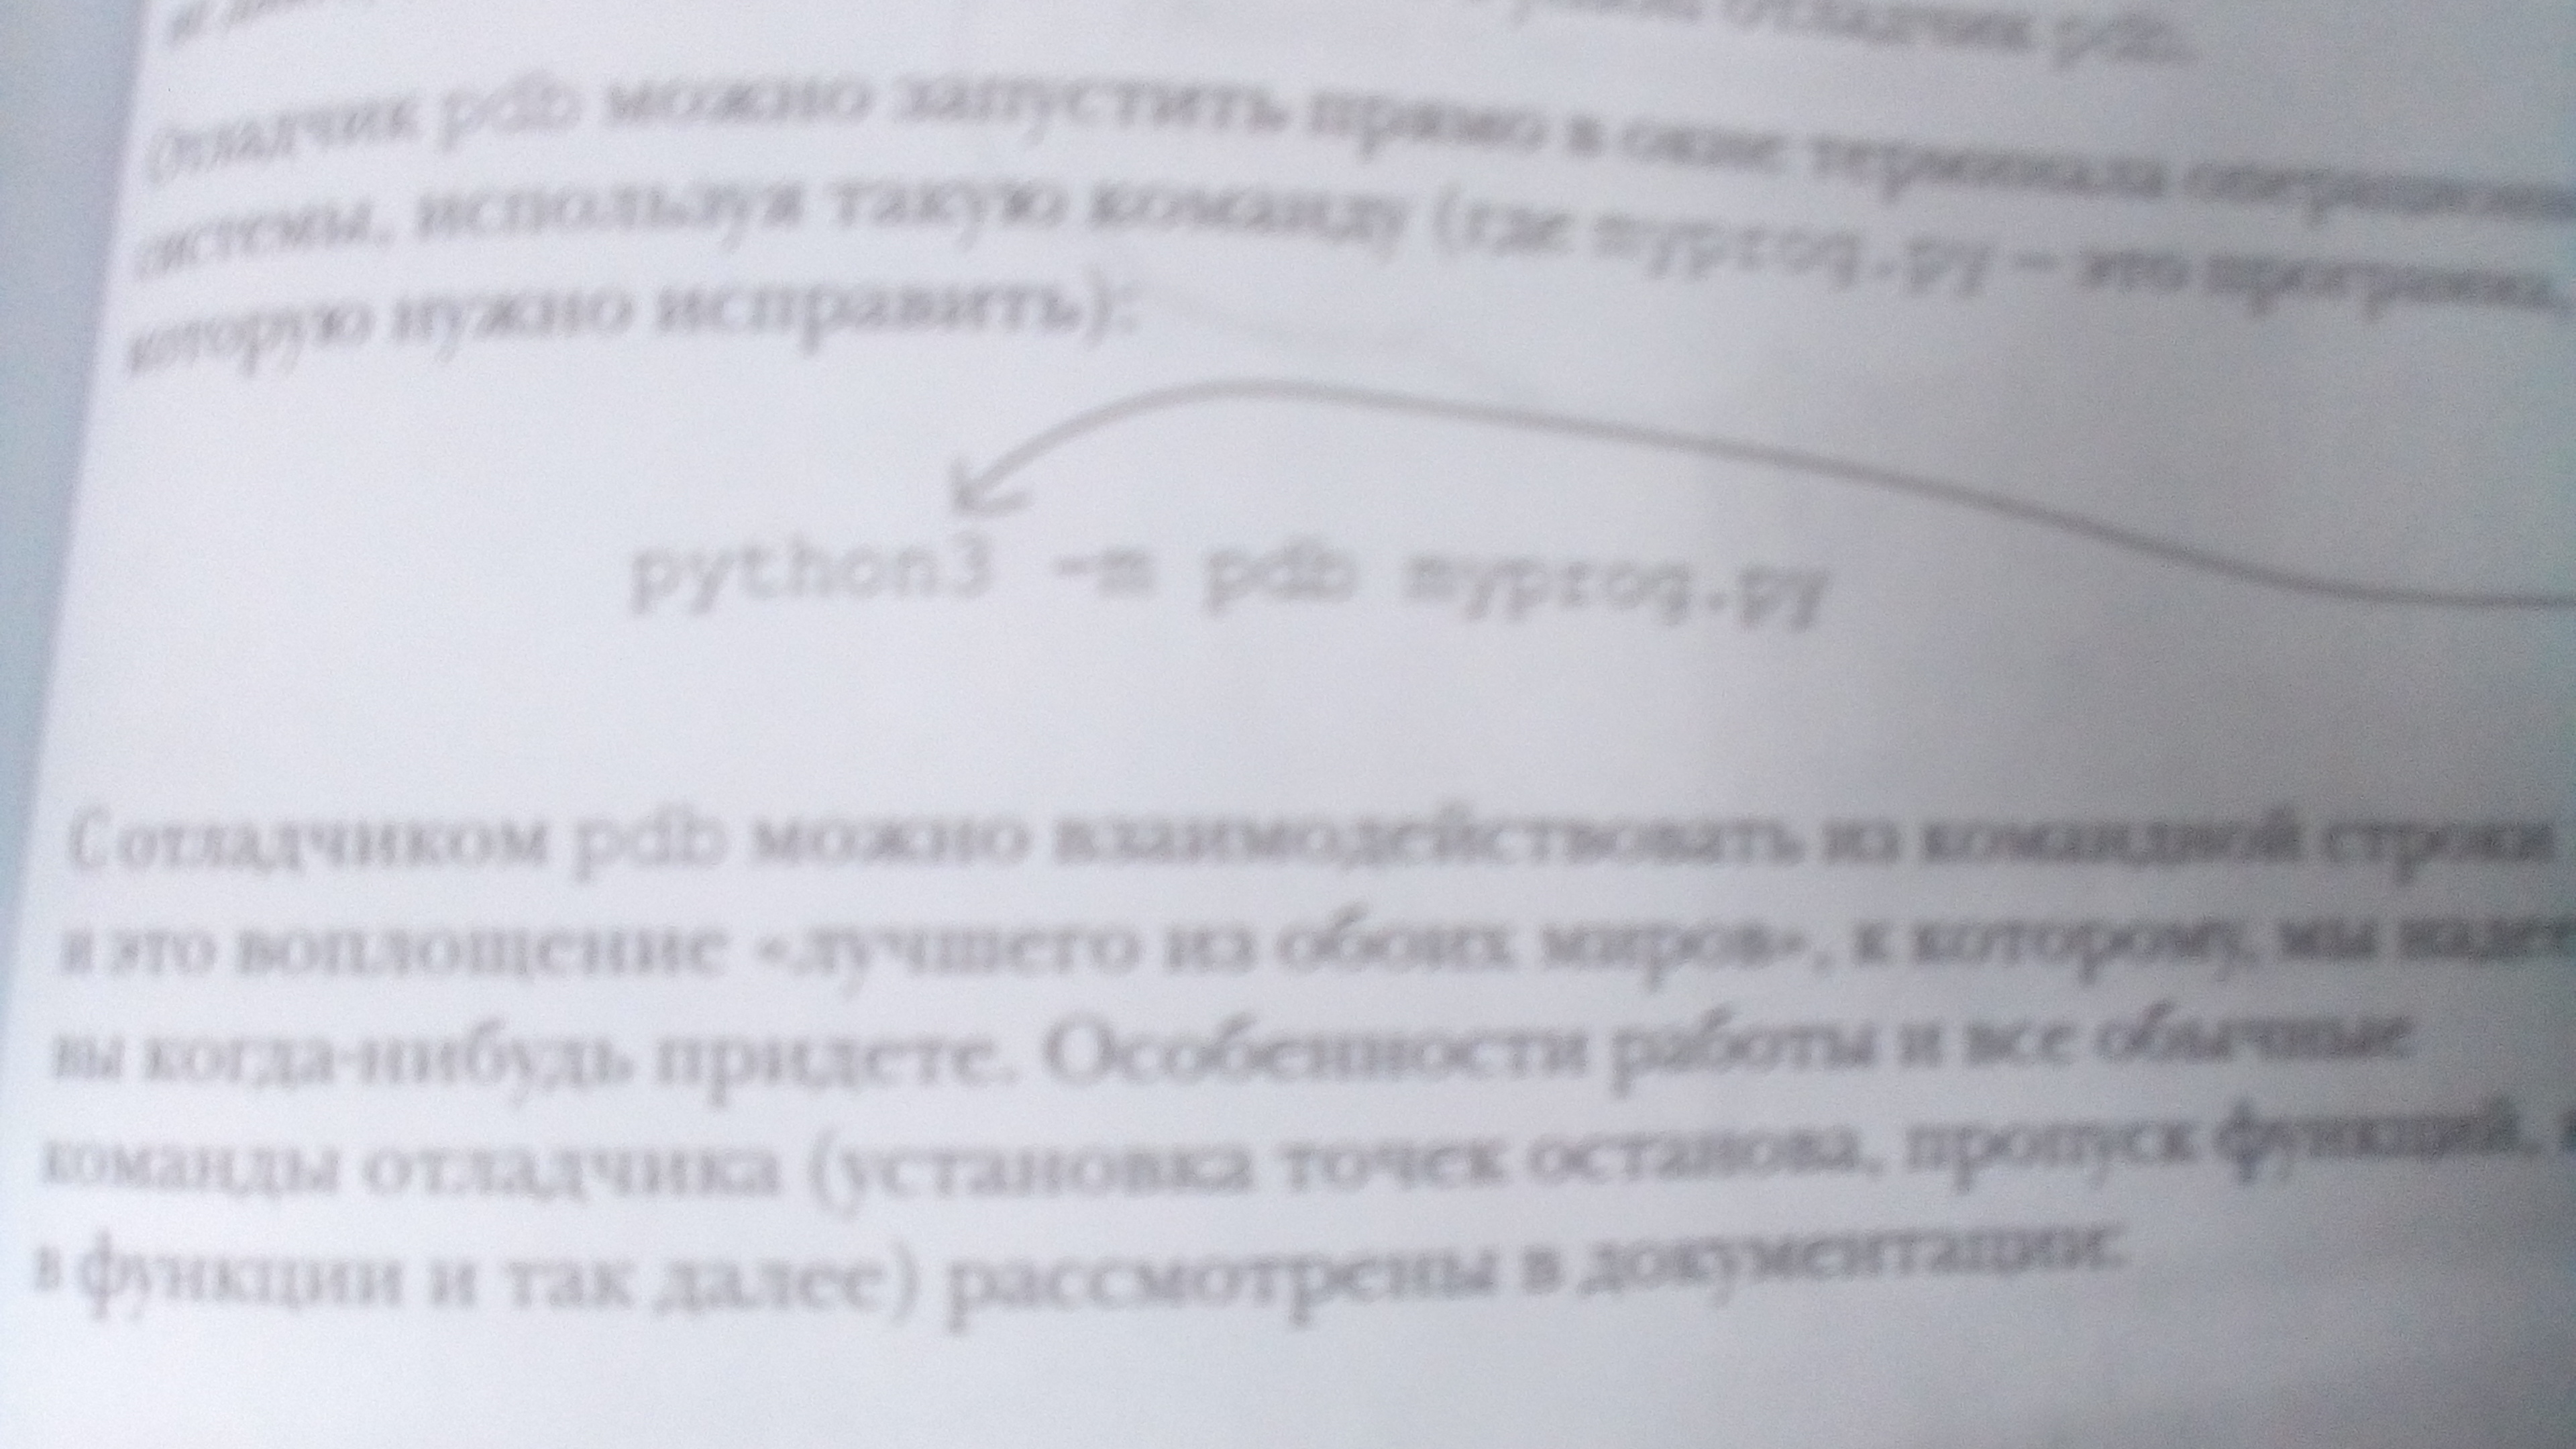 отладчик pdb.
Отладчик pdb можно запустить прямо в окне терминала операционной
системы, используя такую команду (где myprog.py – это программа,
которую нужно исправить):
python3 -m pdb myprog.py
С отладчиком pdb можно взаимодействовать из командной строки
и это воплощение «лучшего из обоих миров», к которому, мы
вы когда-нибудь придете. Особенности работы и все обычные
команды отладчика (установка точек останова, пропуск функций,
в функции и так далее) рассмотрены в документации: